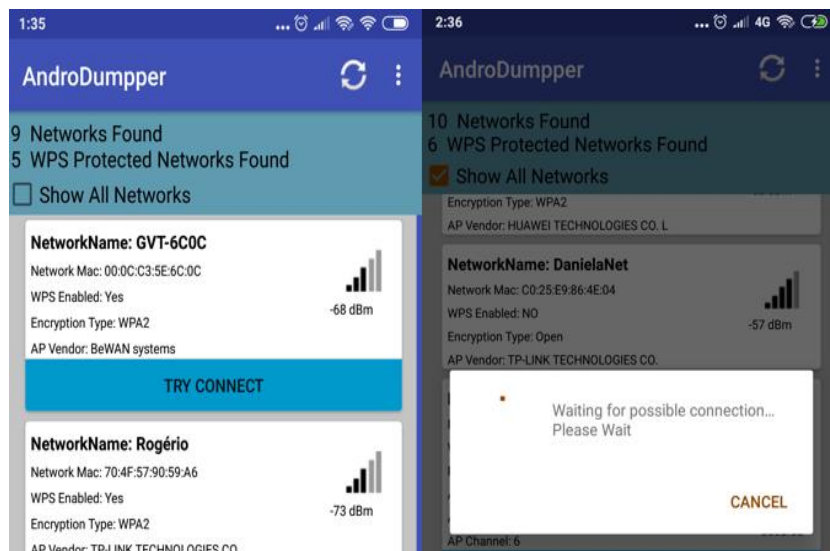 1:35
AndroDumpper
9 Networks Found
5 WPS Protected Networks Found
Show All Networks
NetworkName: GVT-6C0C
Network Mac: 00:0C:C3:5E:6C:0C
WPS Enabled: Yes
-68 dBm
Encryption Type: WPA2
AP Vendor: BeWAN systems
TRY CONNECT
NetworkName: Rogério
Network Mac: 70:4F:57:90:59:A6
WPS Enabled: Yes
-73 dBm
Encryption Type: WPA2
AP Vendor: TP-LINK TECHNOLOGIES CO.
2:36
4G
AndroDumpper
10 Networks Found
6 WPS Protected Networks Found
Show All Networks
Encryption Type: WPA2
AP Vendor: HUAWEI TECHNOLOGIES CO. L
NetworkName: DanielaNet
Network Mac: C0:25:E9:86:4E:04
WPS Enabled: NO
-57 dBm
Encryption Type: Open
AP Vendor: TP-LINK TECHNOLOGIES CO.
Waiting for possible connection...
Please Wait
CANCEL
AP Channel: 6